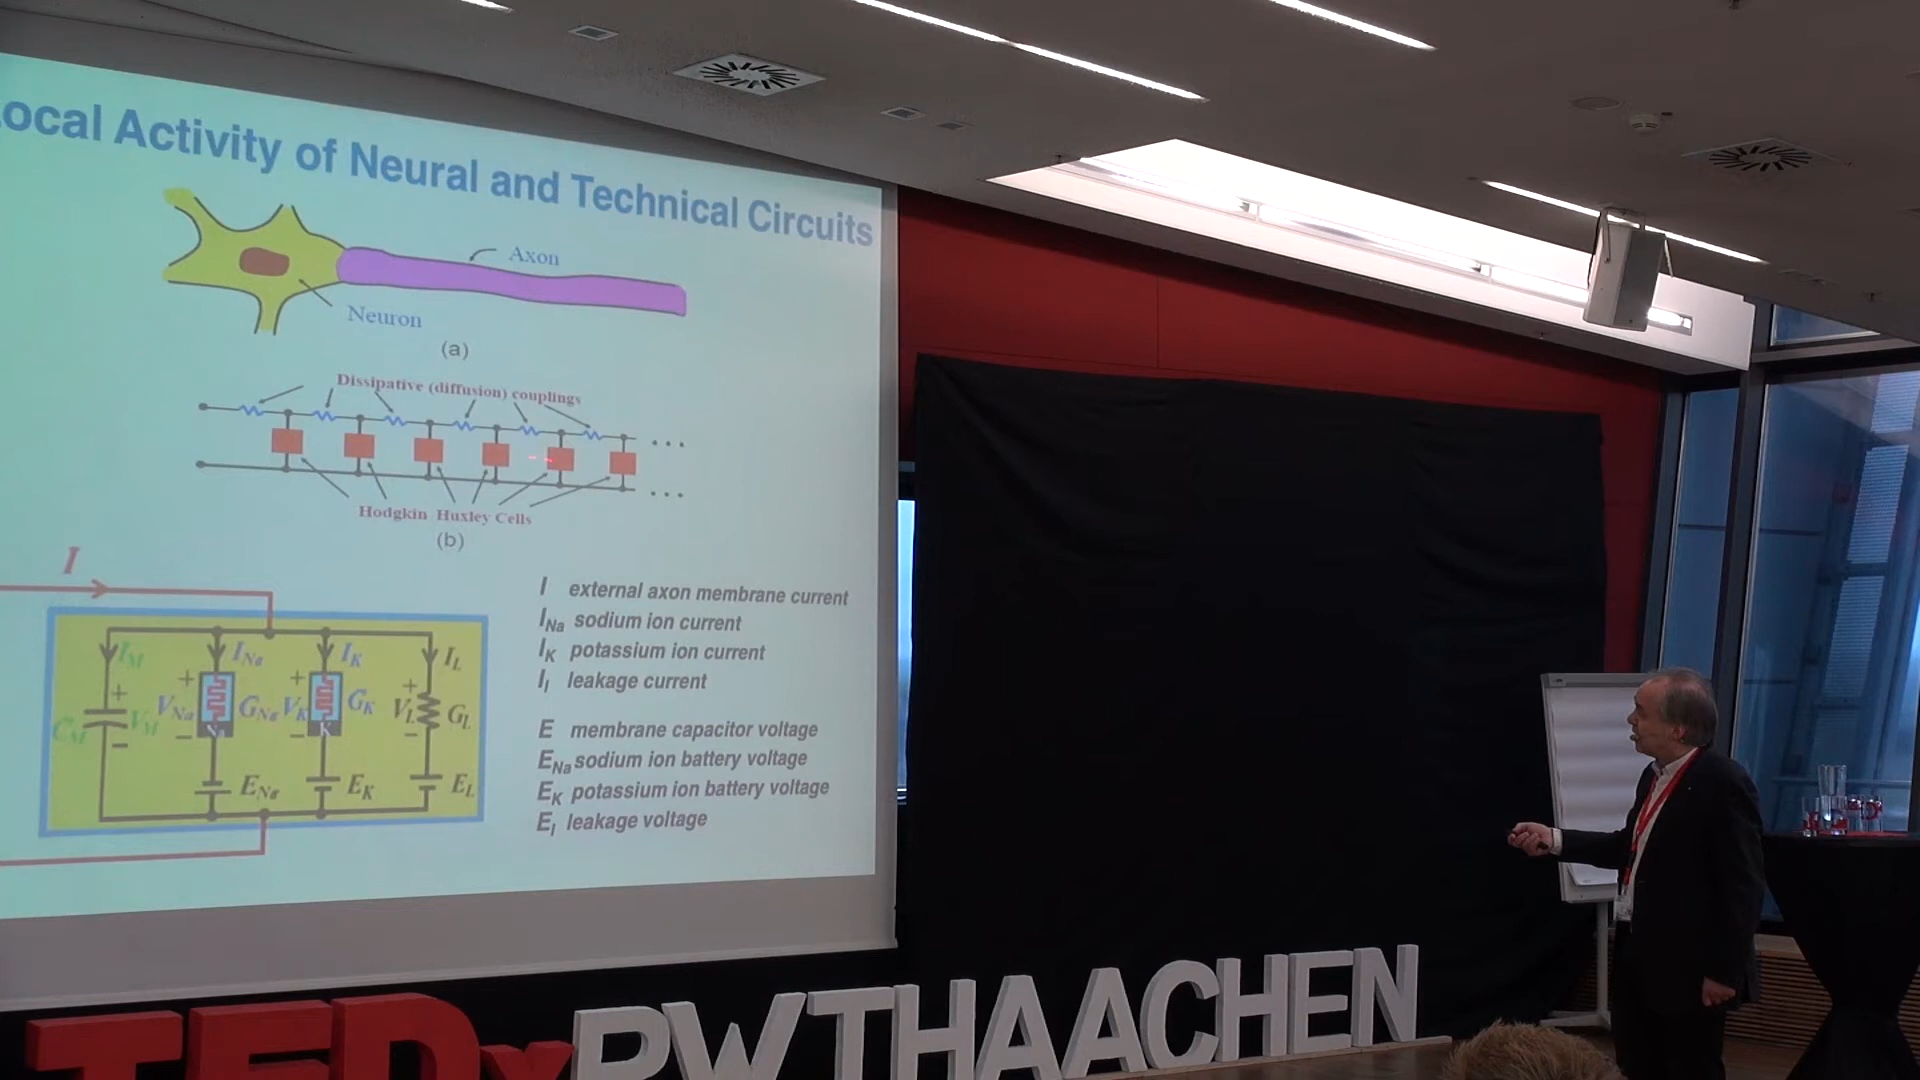 ocal Activity of Neural and Technical Circuits
Axon
Neuron
(a)
Dissipative (diffusion) couplings
Hodgkin Huxley Cells
(b)
I
I_M I_Na I_K I_L
+ + + +
V_Na G_Na V_K G_K V_L G_L
C_M V_M
K
E_Na E_K E_L
I external axon membrane current
I_Na sodium ion current
I_K potassium ion current
I_l leakage current
E membrane capacitor voltage
E_Na sodium ion battery voltage
E_K potassium ion battery voltage
E_l leakage voltage
TEDxRWTHAACHEN